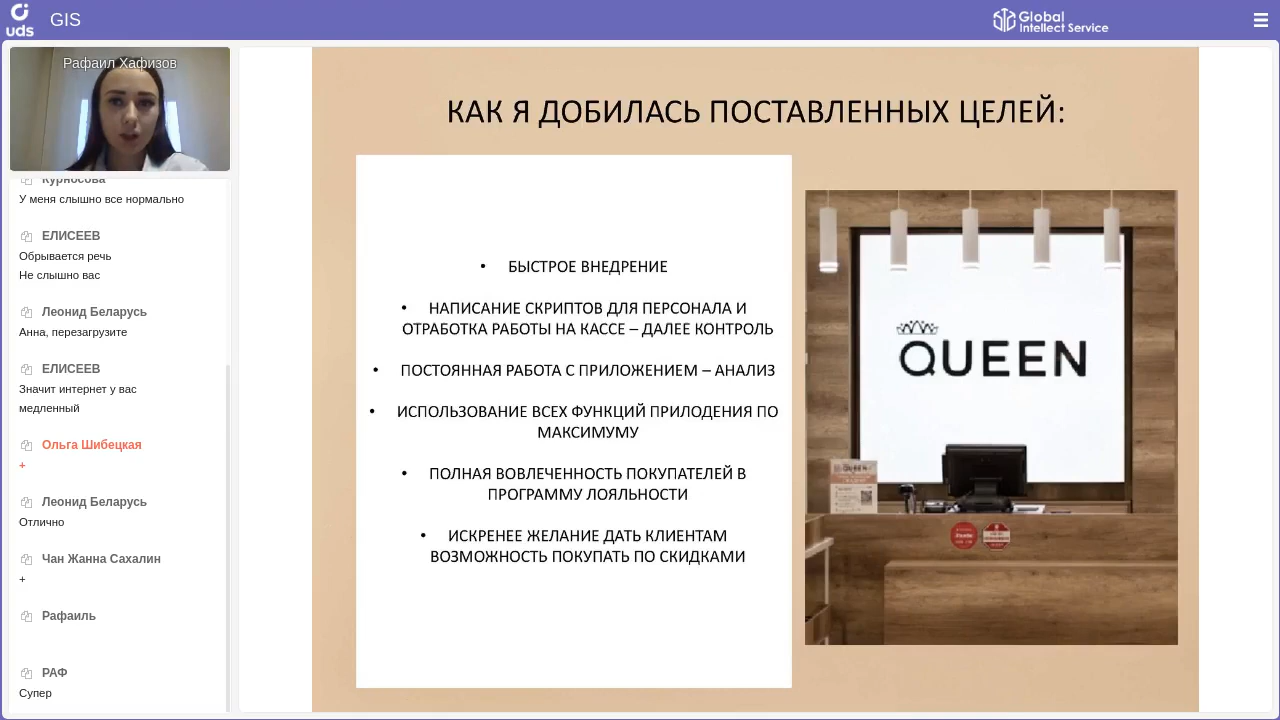 uds
GIS
Global
Intellect Service
Рафаил Хафизов
Курносова
У меня слышно все нормально
ЕЛИСЕЕВ
Обрывается речь
Не слышно вас
Леонид Беларусь
Анна, перезагрузите
ЕЛИСЕЕВ
Значит интернет у вас
медленный
Ольга Шибецкая
+
Леонид Беларусь
Отлично
Чан Жанна Сахалин
+
Рафаиль
РАФ
Супер
КАК Я ДОБИЛАСЬ ПОСТАВЛЕННЫХ ЦЕЛЕЙ:
• БЫСТРОЕ ВНЕДРЕНИЕ
• НАПИСАНИЕ СКРИПТОВ ДЛЯ ПЕРСОНАЛА И
ОТРАБОТКА РАБОТЫ НА КАССЕ – ДАЛЕЕ КОНТРОЛЬ
• ПОСТОЯННАЯ РАБОТА С ПРИЛОЖЕНИЕМ – АНАЛИЗ
• ИСПОЛЬЗОВАНИЕ ВСЕХ ФУНКЦИЙ ПРИЛОДЕНИЯ ПО
МАКСИМУМУ
• ПОЛНАЯ ВОВЛЕЧЕННОСТЬ ПОКУПАТЕЛЕЙ В
ПРОГРАММУ ЛОЯЛЬНОСТИ
• ИСКРЕНЕЕ ЖЕЛАНИЕ ДАТЬ КЛИЕНТАМ
ВОЗМОЖНОСТЬ ПОКУПАТЬ ПО СКИДКАМИ
QUEEN
QUEEN